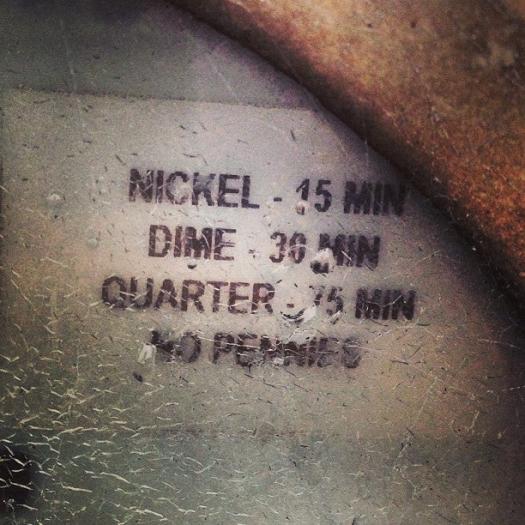 NICKEL - 15 MIN
DIME - 30 MIN
QUARTER - 75 MIN
NO PENNIES